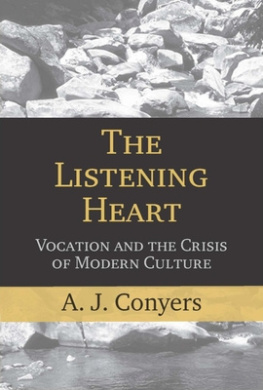 The
Listening
Heart
Vocation and the Crisis
of Modern Culture
A. J. Conyers